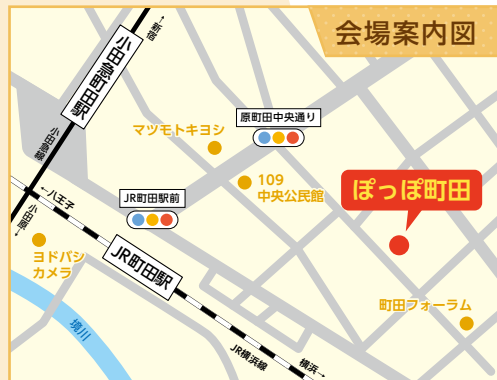 会場案内図
←新宿
小田急町田駅
原町田中央通り
マツモトキヨシ
小田急線
109
中央公民館
ぽっぽ町田
←八王子
JR町田駅前
小田原→
ヨドバシ
カメラ
JR町田駅
町田フォーラム
境川
JR横浜線
横浜→